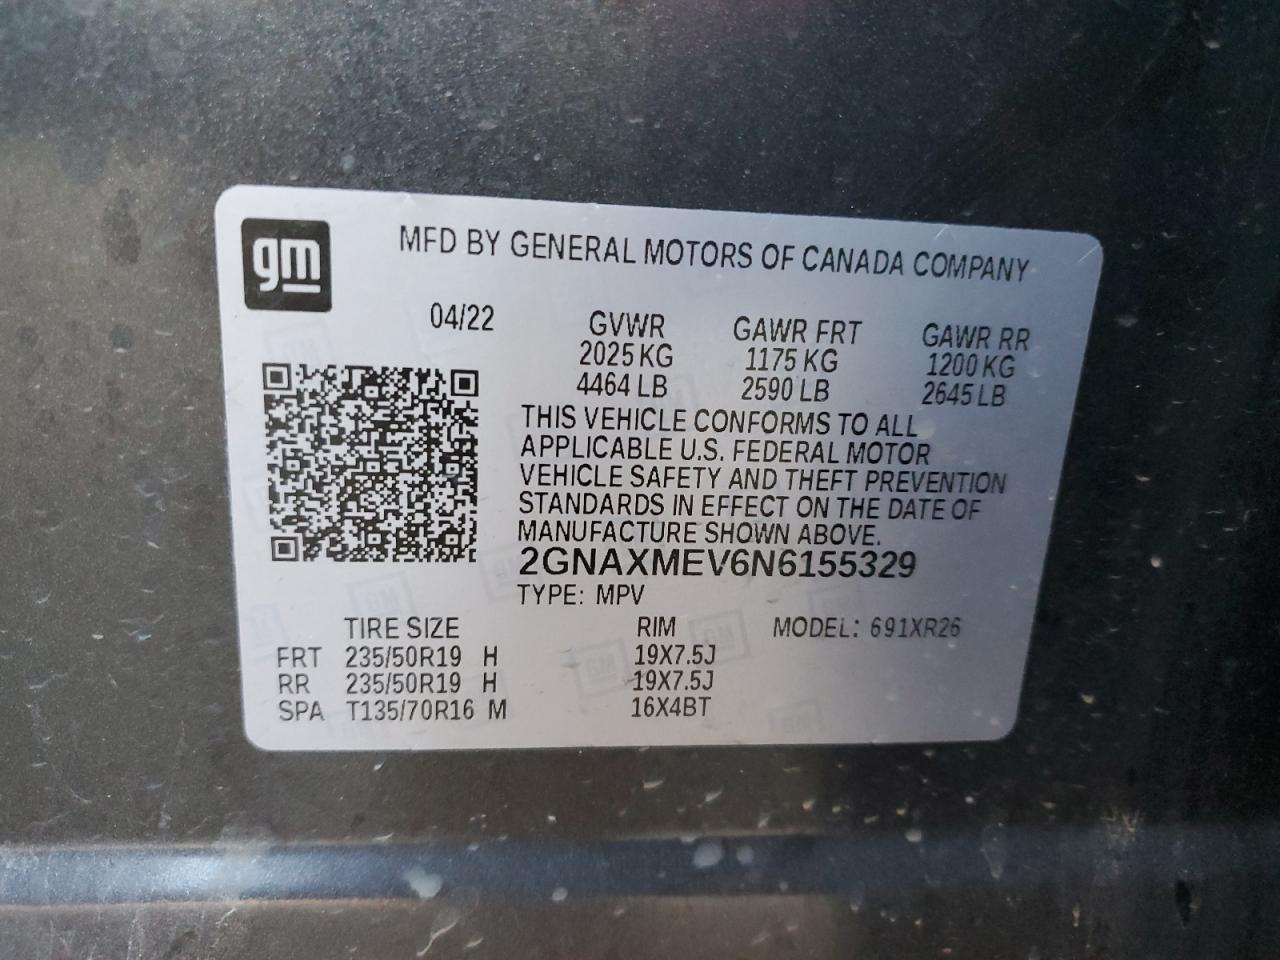 gm
MFD BY GENERAL MOTORS OF CANADA COMPANY
04/22
GVWR GAWR FRT GAWR RR
2025 KG 1175 KG 1200 KG
4464 LB 2590 LB 2645 LB
THIS VEHICLE CONFORMS TO ALL
APPLICABLE U.S. FEDERAL MOTOR
VEHICLE SAFETY AND THEFT PREVENTION
STANDARDS IN EFFECT ON THE DATE OF
MANUFACTURE SHOWN ABOVE.
2GNAXMEV6N6155329
TYPE: MPV
TIRE SIZE RIM MODEL: 691XR26
FRT 235/50R19 H 19X7.5J
RR 235/50R19 H 19X7.5J
SPA T135/70R16 M 16X4BT